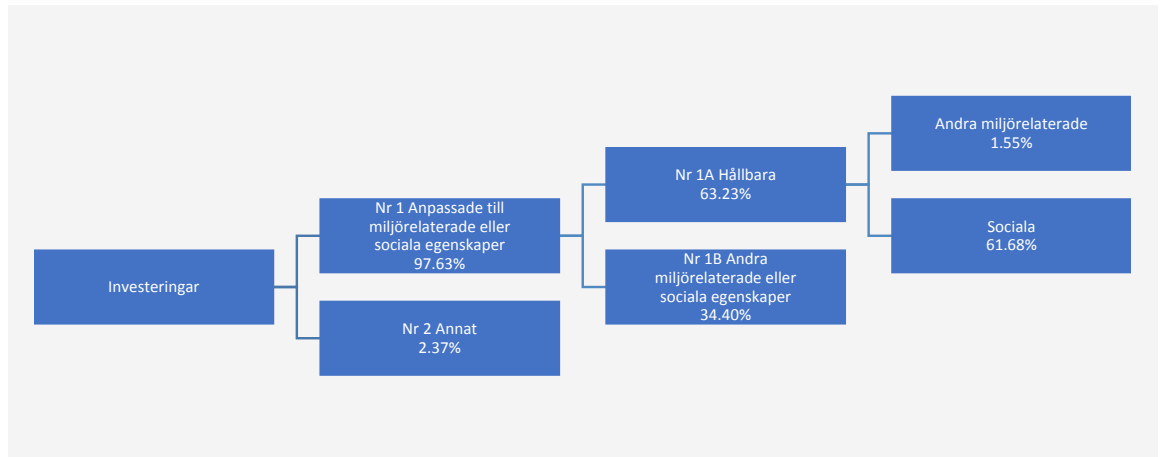 Investeringar
Nr 1 Anpassade till
miljörelaterade eller
sociala egenskaper
97.63%
Nr 2 Annat
2.37%
Nr 1A Hållbara
63.23%
Nr 1B Andra
miljörelaterade eller
sociala egenskaper
34.40%
Andra miljörelaterade
1.55%
Sociala
61.68%